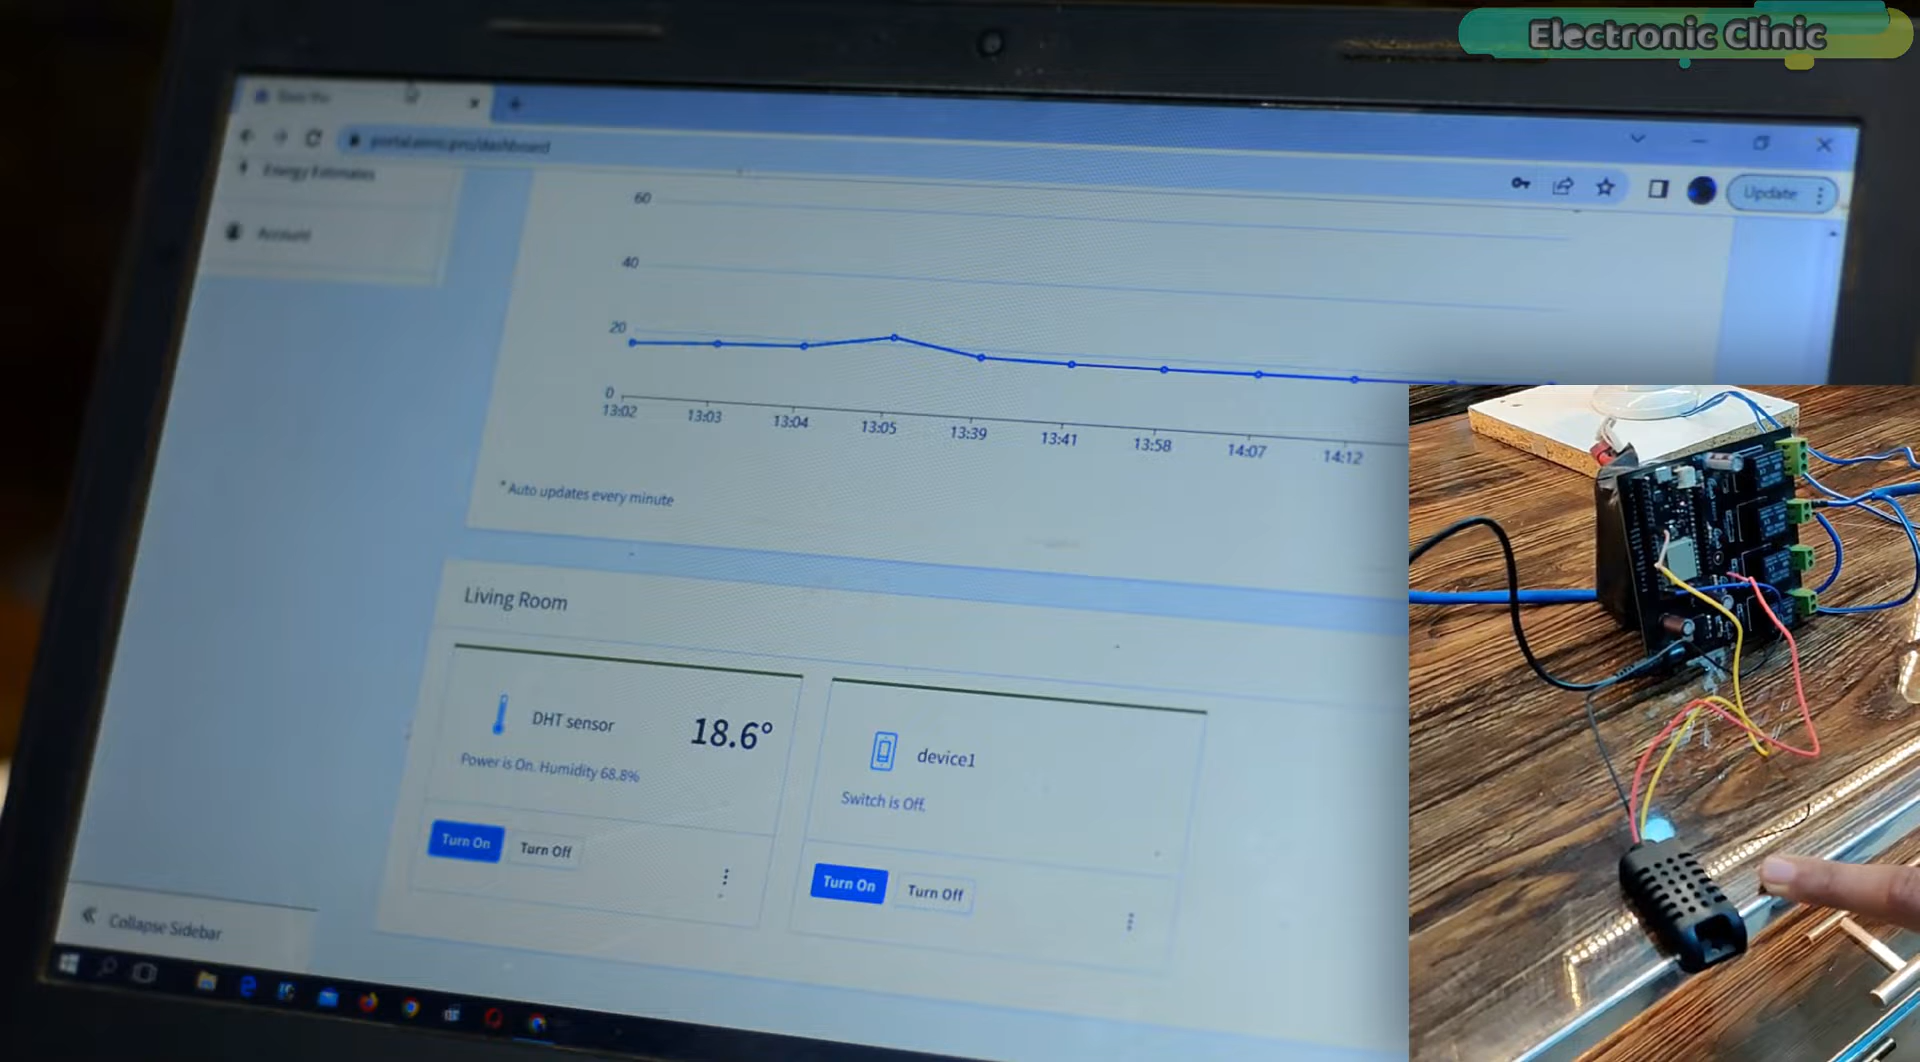 Electronic Clinic
Update
Energy Estimates
Account
60
40
20
0
13:02 13:03 13:04 13:05 13:39 13:41 13:58 14:07 14:12
* Auto updates every minute
Living Room
DHT sensor 18.6°
Power is On. Humidity 68.8%
Turn On Turn Off
device1
Switch is Off.
Turn On Turn Off
Collapse Sidebar